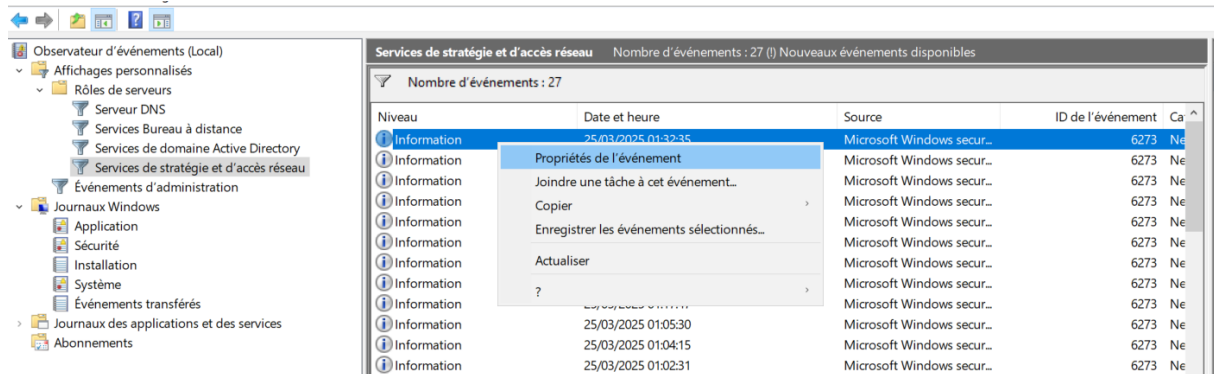 Observateur d'événements (Local)
Affichages personnalisés
Rôles de serveurs
Serveur DNS
Services Bureau à distance
Services de domaine Active Directory
Services de stratégie et d'accès réseau
Événements d'administration
Journaux Windows
Application
Sécurité
Installation
Système
Événements transférés
Journaux des applications et des services
Abonnements
Services de stratégie et d'accès réseau Nombre d'événements : 27 (!) Nouveaux événements disponibles
Nombre d'événements : 27
Niveau Date et heure Source ID de l'événement Ca
Information 25/03/2025 01:32:35 Microsoft Windows secur... 6273 Ne
Information Microsoft Windows secur... 6273 Ne
Information Microsoft Windows secur... 6273 Ne
Information Microsoft Windows secur... 6273 Ne
Information Microsoft Windows secur... 6273 Ne
Information Microsoft Windows secur... 6273 Ne
Information Microsoft Windows secur... 6273 Ne
Information Microsoft Windows secur... 6273 Ne
Information Microsoft Windows secur... 6273 Ne
Information 25/03/2025 01:05:30 Microsoft Windows secur... 6273 Ne
Information 25/03/2025 01:04:15 Microsoft Windows secur... 6273 Ne
Information 25/03/2025 01:02:31 Microsoft Windows secur... 6273 Ne
Propriétés de l'événement
Joindre une tâche à cet événement...
Copier
Enregistrer les événements sélectionnés...
Actualiser
?